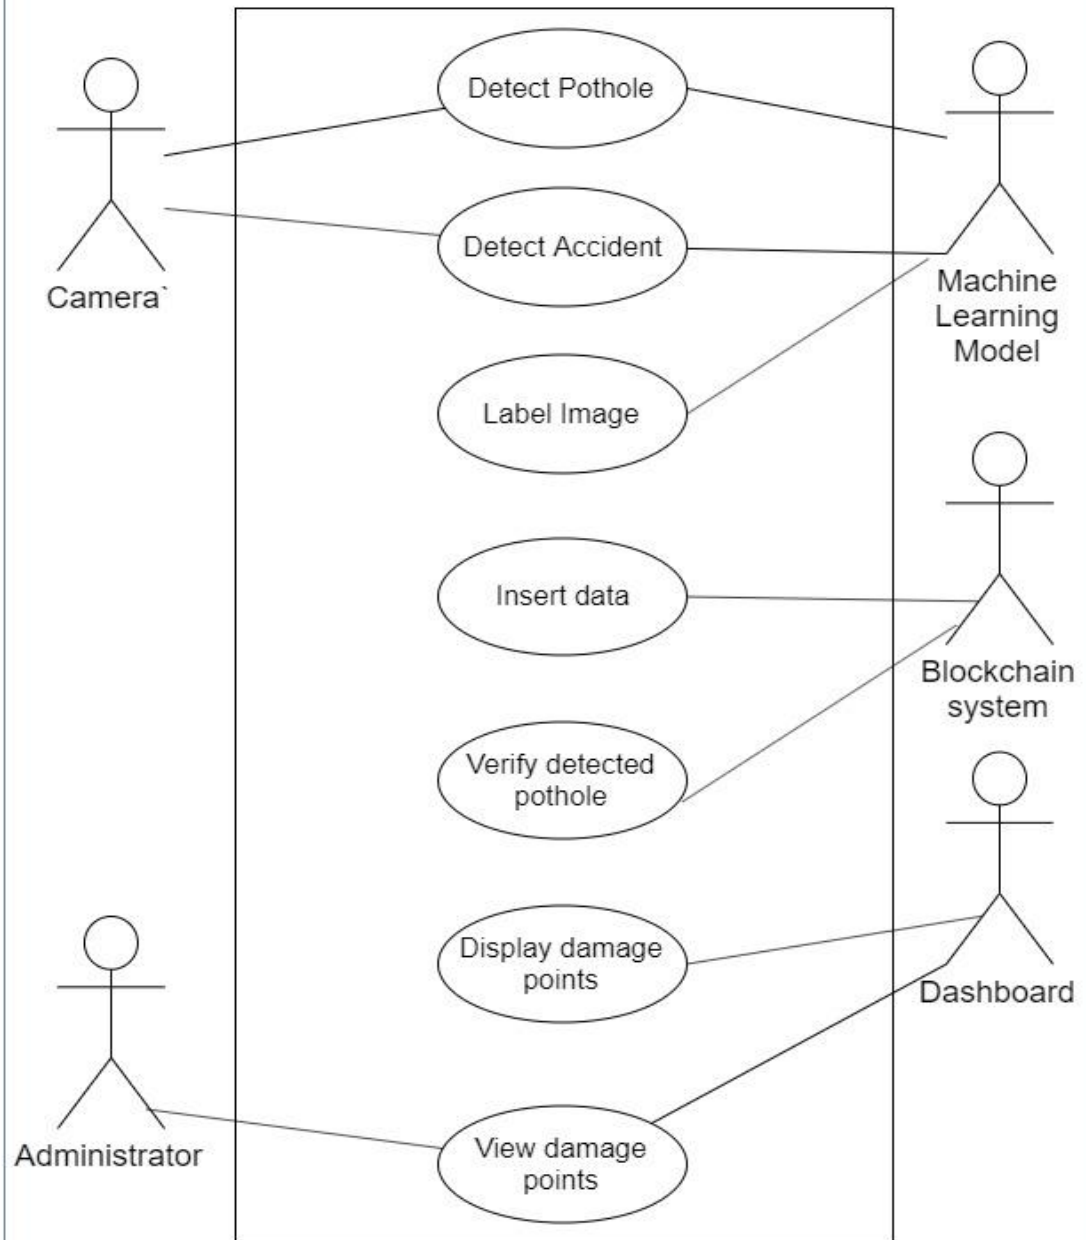 Detect Pothole
Detect Accident
Camera`
Machine
Learning
Model
Label Image
Insert data
Blockchain
system
Verify detected
pothole
Display damage
points
Dashboard
Administrator
View damage
points